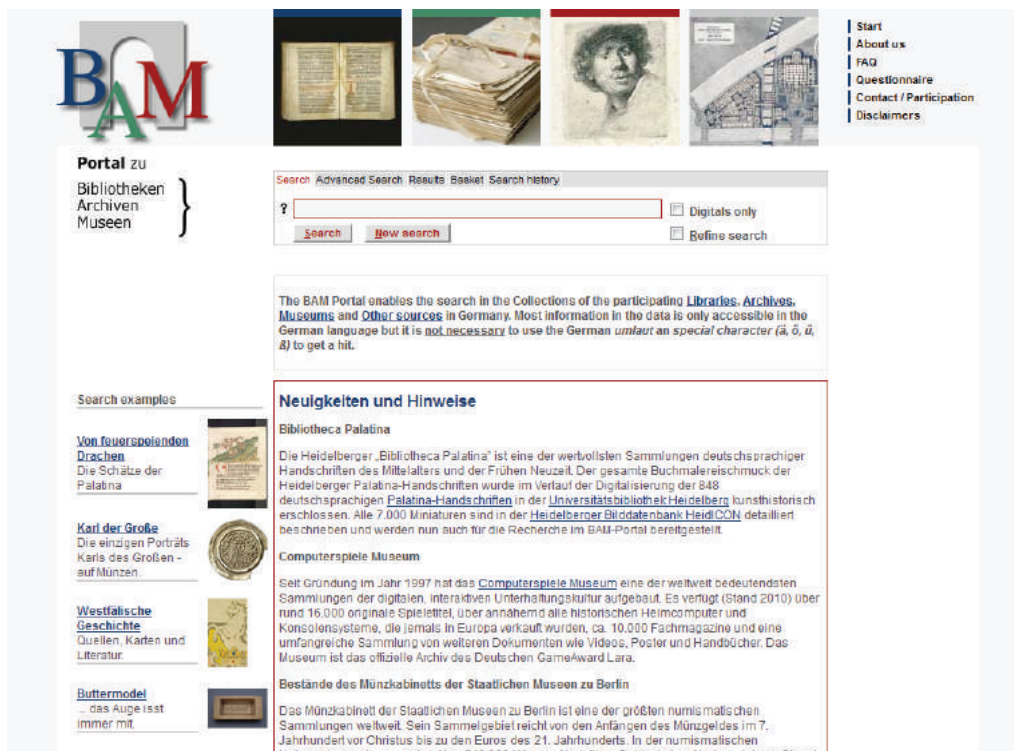 BAM
Start
About us
FAQ
Questionnaire
Contact / Participation
Disclaimers
Portal zu
Bibliotheken
Archiven
Museen
Search Advanced Search Results Basket Search history
?
Digitals only
Search New search
Refine search
The BAM Portal enables the search in the Collections of the participating Libraries, Archives,
Museums and Other sources in Germany. Most information in the data is only accessible in the
German language but it is not necessary to use the German umlaut an special character (ä, ö, ü,
ß) to get a hit.
Search examples
Von feuerspeienden
Drachen
Die Schätze der
Palatina
Karl der Große
Die einzigen Porträts
Karls des Großen -
auf Münzen.
Westfälische
Geschichte
Quellen, Karten und
Literatur.
Buttermodel
... das Auge isst
immer mit.
Neuigkeiten und Hinweise
Bibliotheca Palatina
Die Heidelberger „Bibliotheca Palatina" ist eine der wertvollsten Sammlungen deutschsprachiger
Handschriften des Mittelalters und der Frühen Neuzeit. Der gesamte Buchmalereischmuck der
Heidelberger Palatina-Handschriften wurde im Verlauf der Digitalisierung der 848
deutschsprachigen Palatina-Handschriften in der Universitätsbibliothek Heidelberg kunsthistorisch
erschlossen. Alle 7.000 Miniaturen sind in der Heidelberger Bilddatenbank HeidICON detailliert
beschrieben und werden nun auch für die Recherche im BAM-Portal bereitgestellt.
Computerspiele Museum
Seit Gründung im Jahr 1997 hat das Computerspiele Museum eine der weltweit bedeutendsten
Sammlungen der digitalen, interaktiven Unterhaltungskultur aufgebaut. Es verfügt (Stand 2010) über
rund 16.000 originale Spieletitel, über annähernd alle historischen Heimcomputer und
Konsolensysteme, die jemals in Europa verkauft wurden, ca. 10.000 Fachmagazine und eine
umfangreiche Sammlung von weiteren Dokumenten wie Videos, Poster und Handbücher. Das
Museum ist das offizielle Archiv des Deutschen GameAward Lara.
Bestände des Münzkabinetts der Staatlichen Museen zu Berlin
Das Münzkabinett der Staatlichen Museen zu Berlin ist eine der größten numismatischen
Sammlungen weltweit. Sein Sammelgebiet reicht von den Anfängen des Münzgeldes im 7.
Jahrhundert vor Christus bis zu den Euros des 21. Jahrhunderts. In der numismatischen